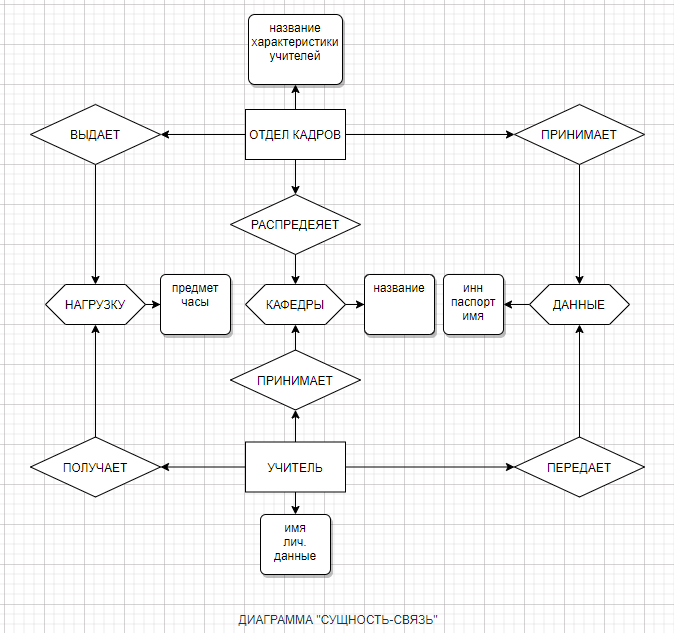 название
характеристики
учителей
ВЫДАЕТ
ОТДЕЛ КАДРОВ
ПРИНИМАЕТ
РАСПРЕДЕЯЕТ
НАГРУЗКУ
предмет
часы
КАФЕДРЫ
название
инн
паспорт
имя
ДАННЫЕ
ПРИНИМАЕТ
ПОЛУЧАЕТ
УЧИТЕЛЬ
ПЕРЕДАЕТ
имя
лич.
данные
ДИАГРАММА "СУЩНОСТЬ-СВЯЗЬ"